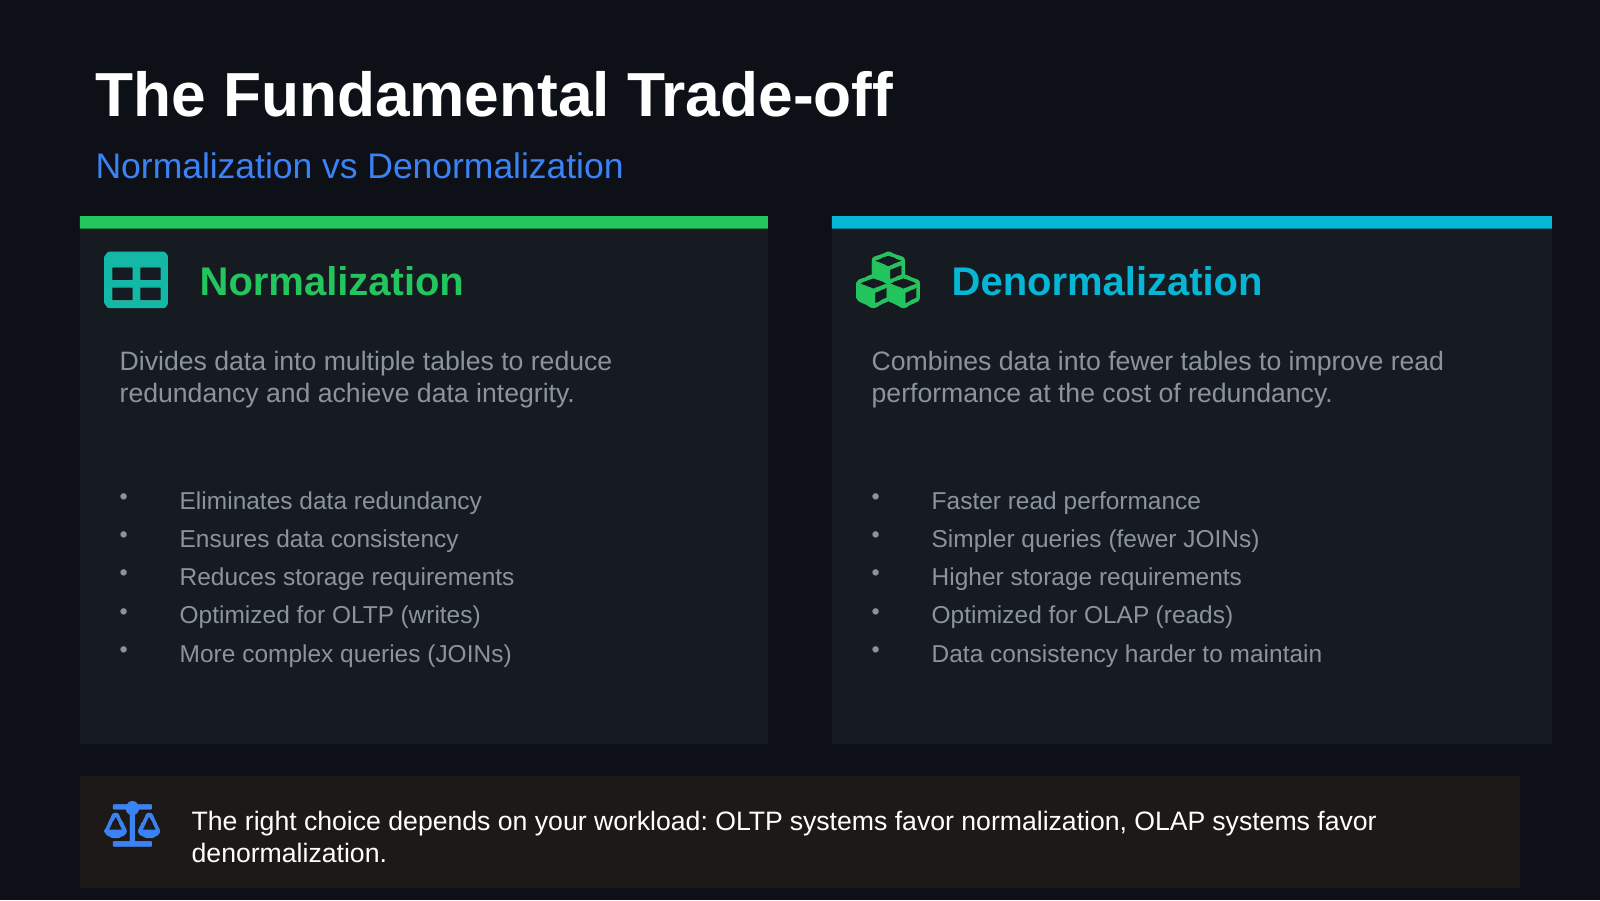 The Fundamental Trade-off
Normalization vs Denormalization
Normalization
Divides data into multiple tables to reduce
redundancy and achieve data integrity.
• Eliminates data redundancy
• Ensures data consistency
• Reduces storage requirements
• Optimized for OLTP (writes)
• More complex queries (JOINs)
Denormalization
Combines data into fewer tables to improve read
performance at the cost of redundancy.
• Faster read performance
• Simpler queries (fewer JOINs)
• Higher storage requirements
• Optimized for OLAP (reads)
• Data consistency harder to maintain
The right choice depends on your workload: OLTP systems favor normalization, OLAP systems favor
denormalization.